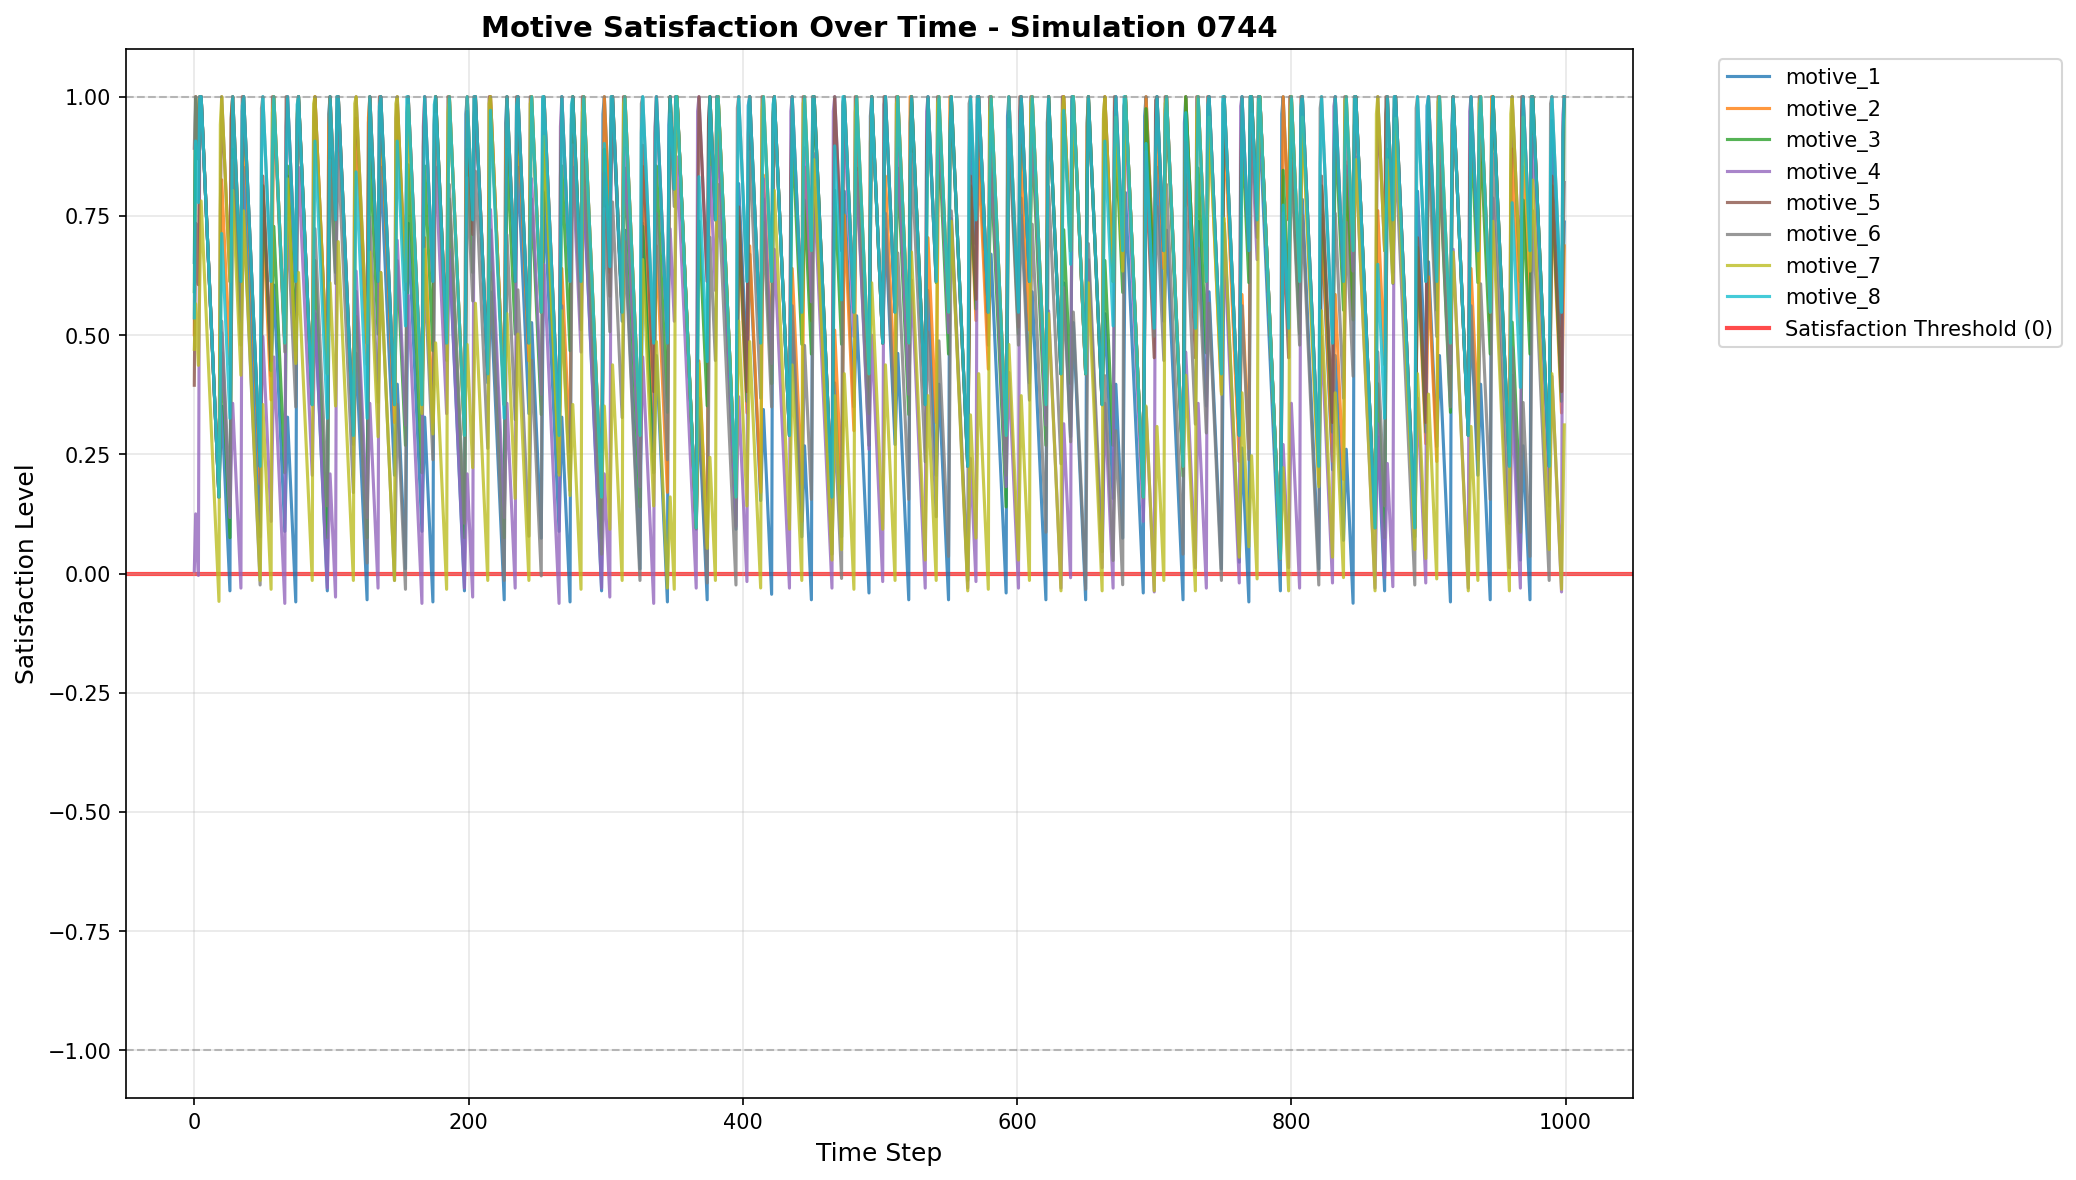 Motive Satisfaction Over Time - Simulation 0744
Satisfaction Level
1.00
0.75
0.50
0.25
0.00
−0.25
−0.50
−0.75
−1.00
0
200
400
600
800
1000
Time Step
motive_1
motive_2
motive_3
motive_4
motive_5
motive_6
motive_7
motive_8
Satisfaction Threshold (0)